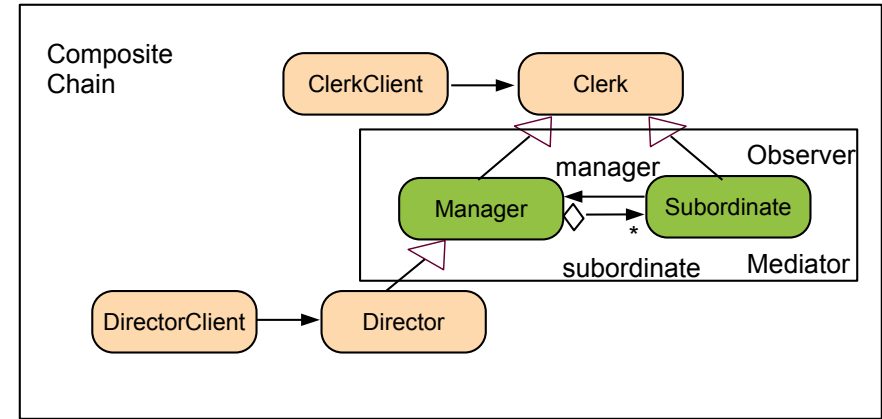 Composite
Chain
ClerkClient
Clerk
Observer
manager
Manager
Subordinate
*
subordinate
Mediator
DirectorClient
Director